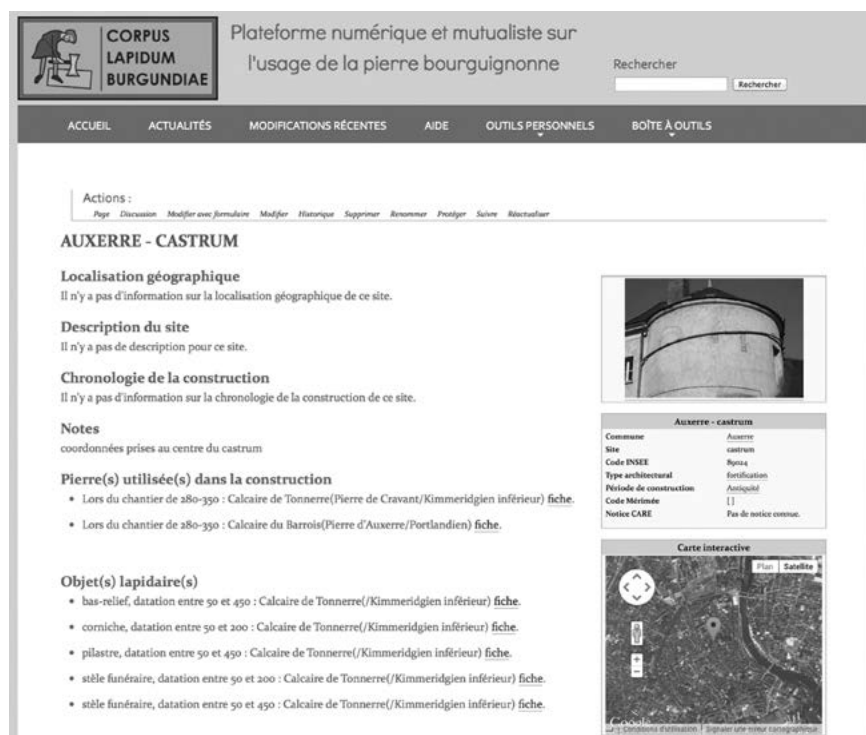 CORPUS
LAPIDUM
BURGUNDIAE
Plateforme numérique et mutualiste sur
l'usage de la pierre bourguignonne
Rechercher
Rechercher
ACCUEIL ACTUALITÉS MODIFICATIONS RÉCENTES AIDE OUTILS PERSONNELS BOÎTE À OUTILS
Actions :
Page Discussion Modifier avec formulaire Modifier Historique Supprimer Renommer Protéger Suivre Réactualiser
AUXERRE - CASTRUM
Localisation géographique
Il n'y a pas d'information sur la localisation géographique de ce site.
Description du site
Il n'y a pas de description pour ce site.
Chronologie de la construction
Il n'y a pas d'information sur la chronologie de la construction de ce site.
Notes
coordonnées prises au centre du castrum
Pierre(s) utilisée(s) dans la construction
• Lors du chantier de 280-350 : Calcaire de Tonnerre(Pierre de Cravant/Kimmeridgien inférieur) fiche.
• Lors du chantier de 280-350 : Calcaire du Barrois(Pierre d'Auxerre/Portlandien) fiche.
Objet(s) lapidaire(s)
• bas-relief, datation entre 50 et 450 : Calcaire de Tonnerre(/Kimmeridgien inférieur) fiche.
• corniche, datation entre 50 et 200 : Calcaire de Tonnerre(/Kimmeridgien inférieur) fiche.
• pilastre, datation entre 50 et 450 : Calcaire de Tonnerre(/Kimmeridgien inférieur) fiche.
• stèle funéraire, datation entre 50 et 200 : Calcaire de Tonnerre(/Kimmeridgien inférieur) fiche.
• stèle funéraire, datation entre 50 et 450 : Calcaire de Tonnerre(/Kimmeridgien inférieur) fiche.
Auxerre - castrum
Commune Auxerre
Site castrum
Code INSEE 89024
Type architectural fortification
Période de construction Antiquité
Code Mérimée [ ]
Notice CARE Pas de notice connue.
Carte interactive
Plan Satellite
Google
Conditions d'utilisation Signaler une erreur cartographique